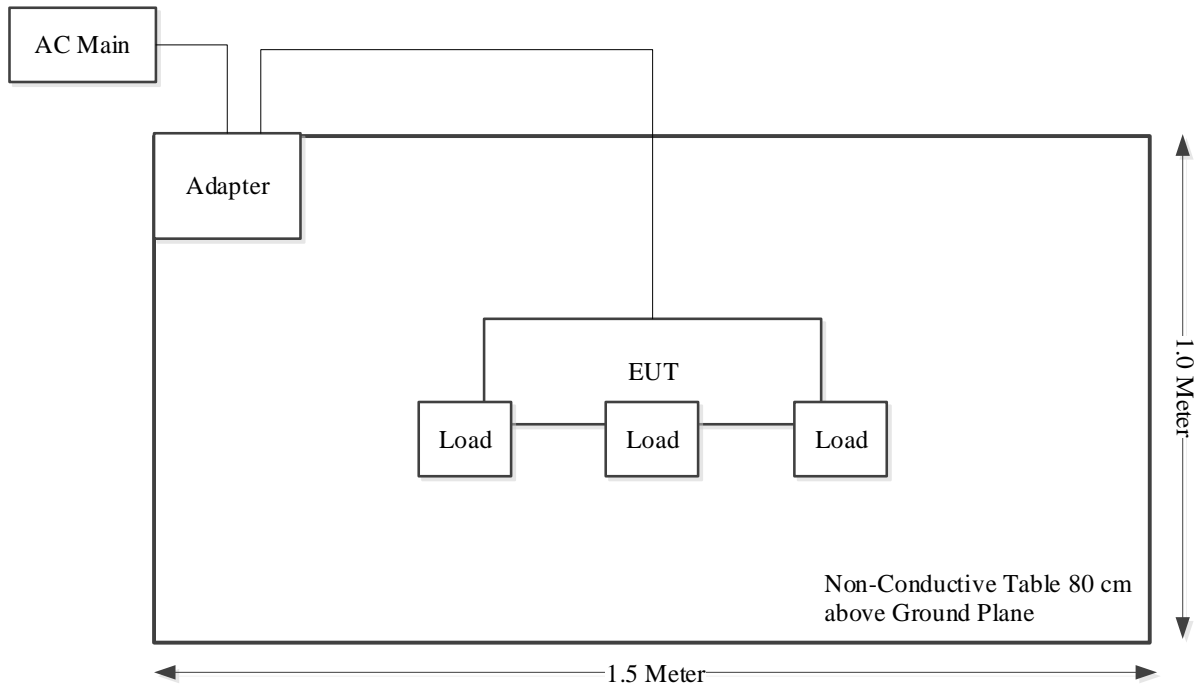 AC Main
Adapter
EUT
Load
Load
Load
1.0 Meter
Non-Conductive Table 80 cm
above Ground Plane
1.5 Meter